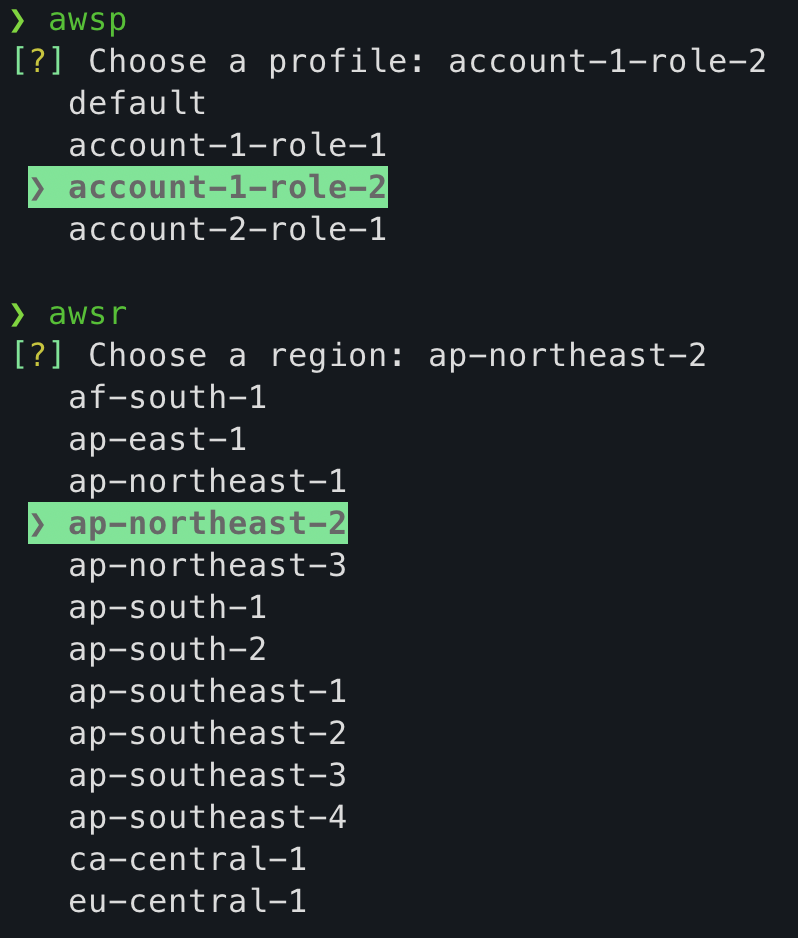 ❯ awsp
[?] Choose a profile: account-1-role-2
default
account-1-role-1
❯ account-1-role-2
account-2-role-1
❯ awsr
[?] Choose a region: ap-northeast-2
af-south-1
ap-east-1
ap-northeast-1
❯ ap-northeast-2
ap-northeast-3
ap-south-1
ap-south-2
ap-southeast-1
ap-southeast-2
ap-southeast-3
ap-southeast-4
ca-central-1
eu-central-1